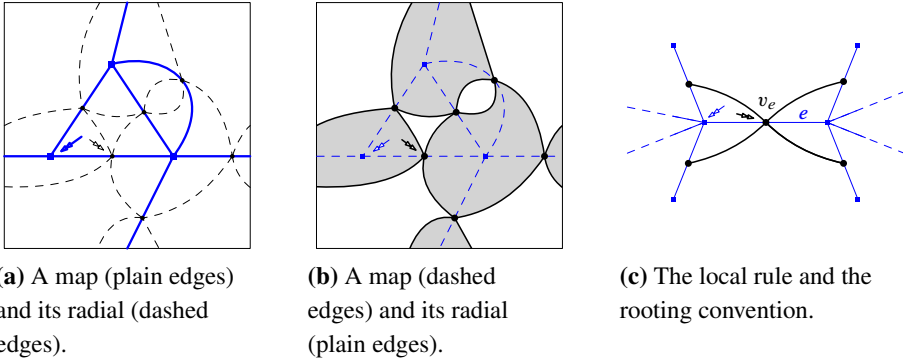 v_e
e
(a) A map (plain edges)
and its radial (dashed
edges).
(b) A map (dashed
edges) and its radial
(plain edges).
(c) The local rule and the
rooting convention.